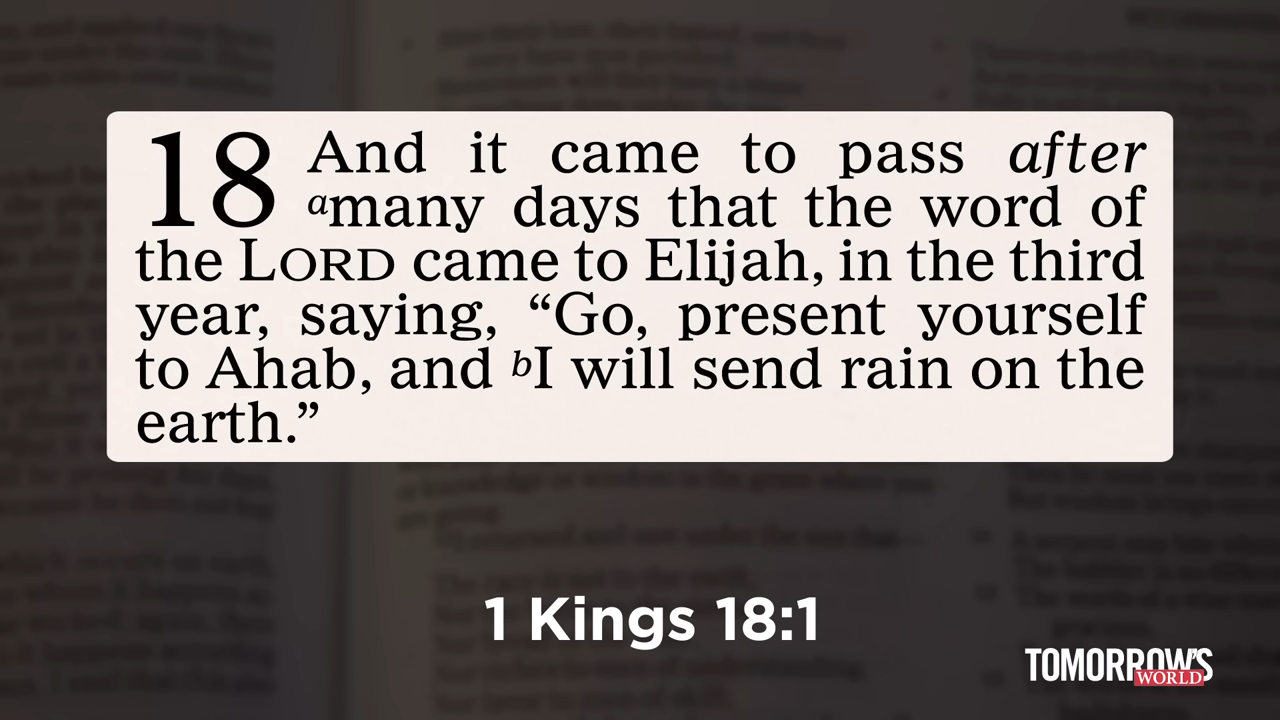 18 And it came to pass after
amany days that the word of
the LORD came to Elijah, in the third
year, saying, “Go, present yourself
to Ahab, and bI will send rain on the
earth.”
1 Kings 18:1
TOMORROW'S
WORLD